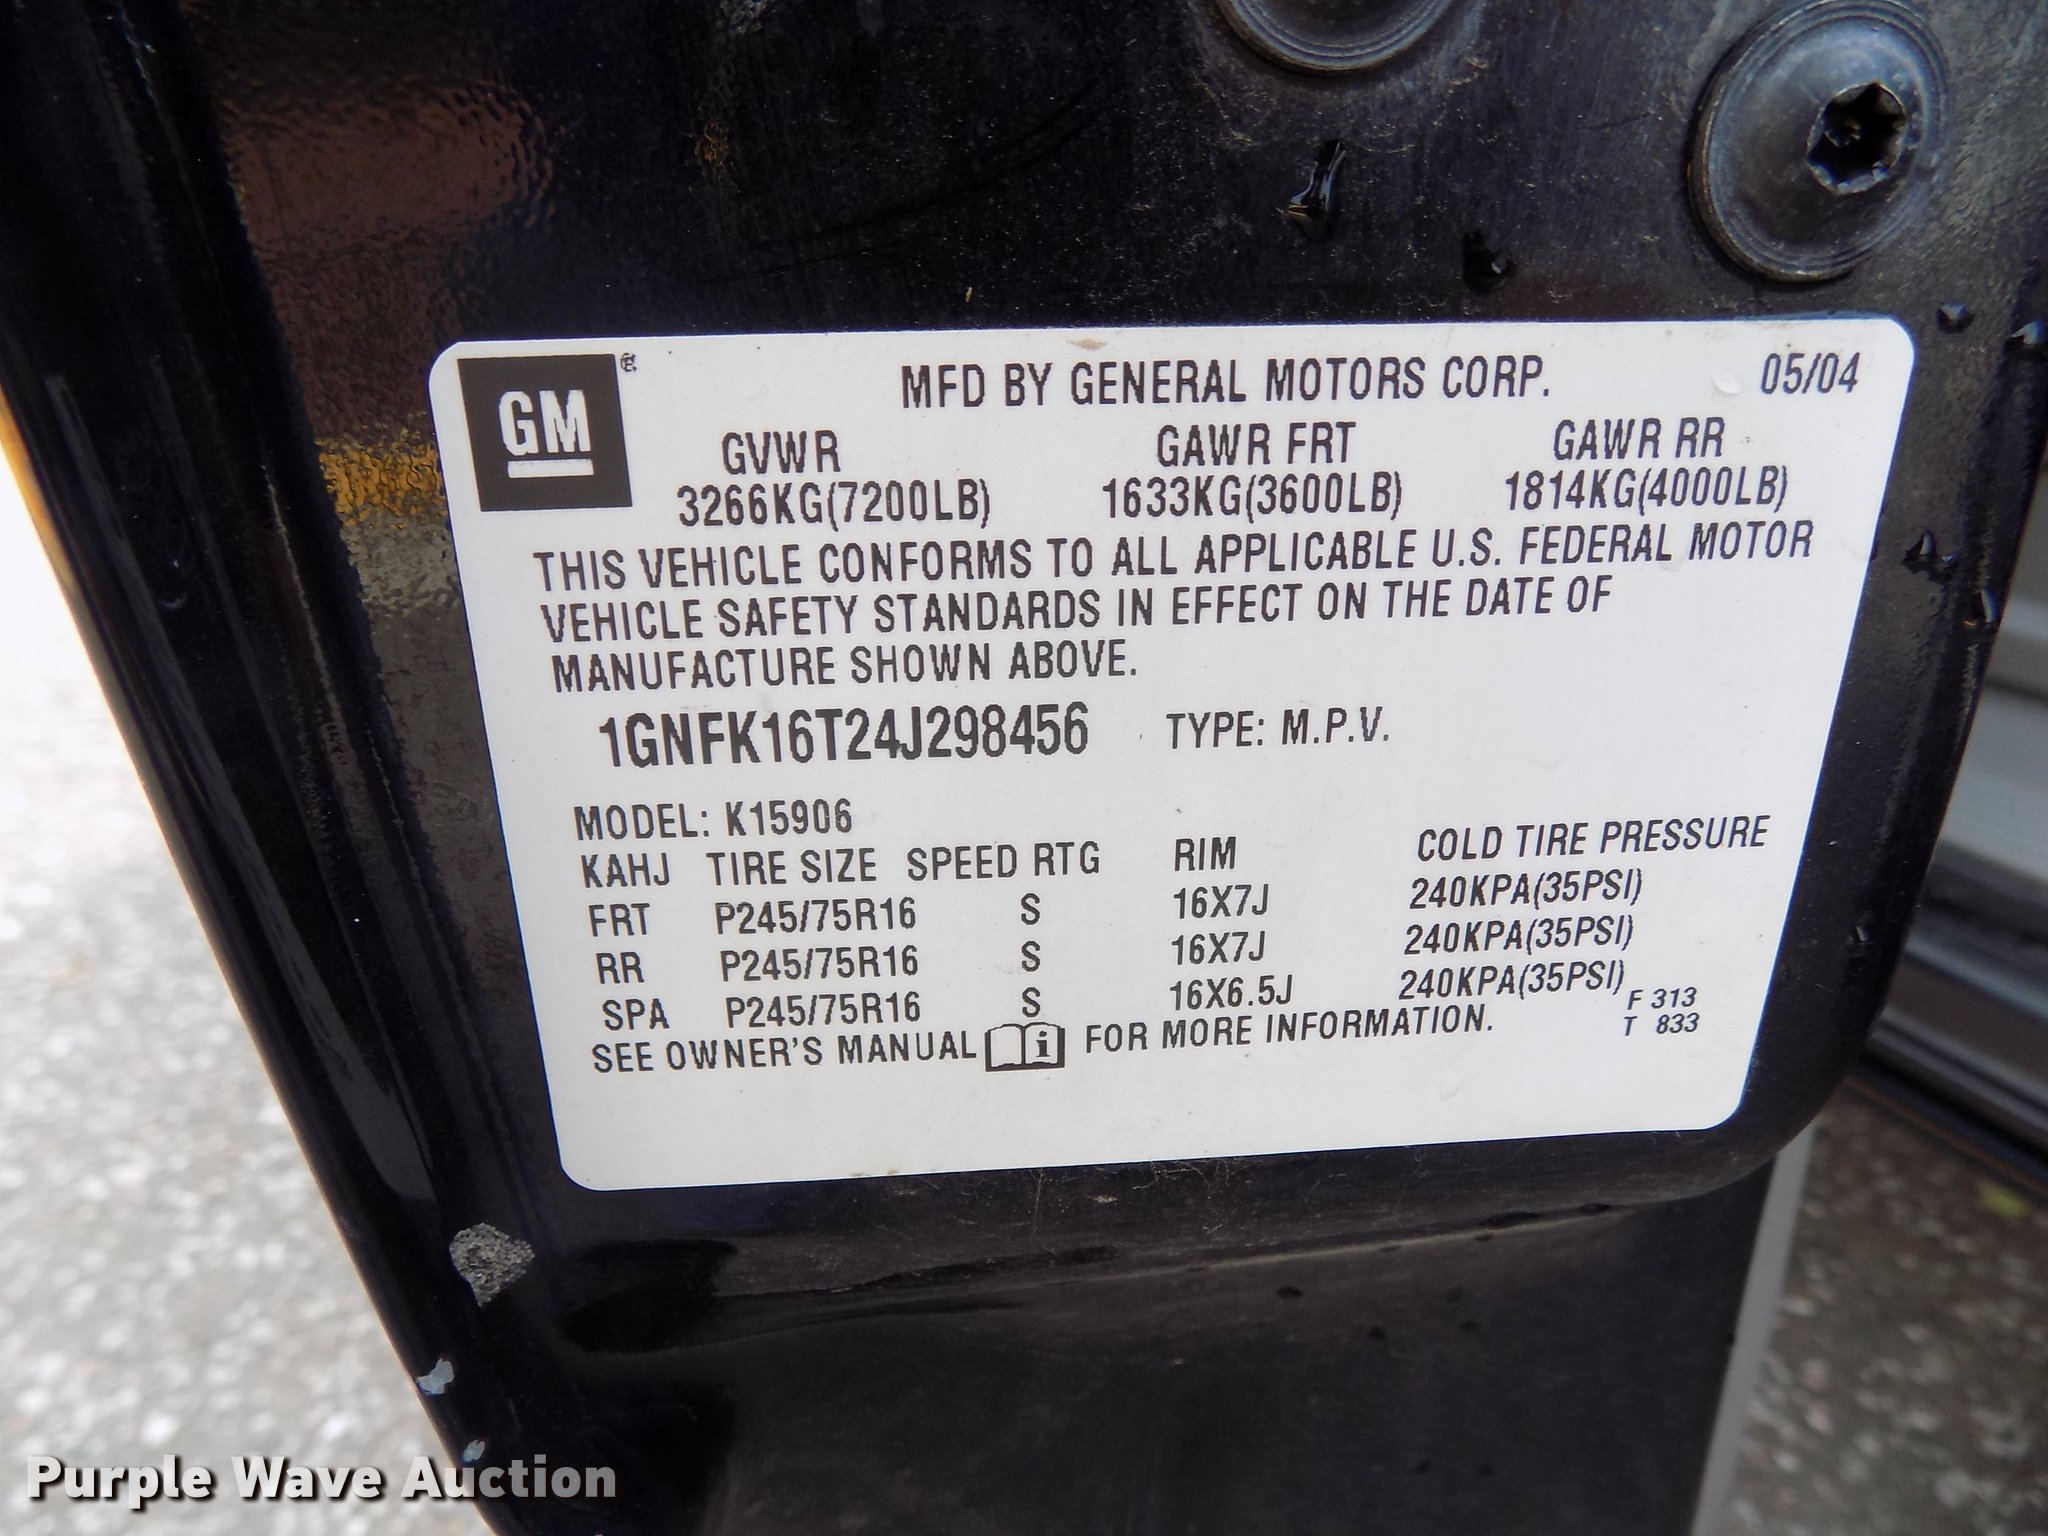 GM ®
MFD BY GENERAL MOTORS CORP. 05/04
GVWR GAWR FRT GAWR RR
3266KG(7200LB) 1633KG(3600LB) 1814KG(4000LB)
THIS VEHICLE CONFORMS TO ALL APPLICABLE U.S. FEDERAL MOTOR
VEHICLE SAFETY STANDARDS IN EFFECT ON THE DATE OF
MANUFACTURE SHOWN ABOVE.
1GNFK16T24J298456 TYPE: M.P.V.
MODEL: K15906
KAHJ TIRE SIZE SPEED RTG RIM COLD TIRE PRESSURE
FRT P245/75R16 S 16X7J 240KPA(35PSI)
RR P245/75R16 S 16X7J 240KPA(35PSI)
SPA P245/75R16 S 16X6.5J 240KPA(35PSI)
SEE OWNER'S MANUAL i FOR MORE INFORMATION.
F 313
T 833
Purple Wave Auction